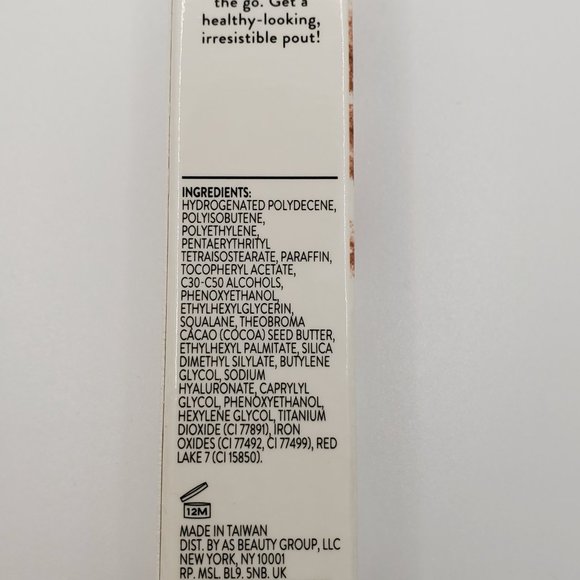 the go. Get a
healthy-looking,
irresistible pout!
INGREDIENTS:
HYDROGENATED POLYDECENE,
POLYISOBUTENE,
POLYETHYLENE,
PENTAERYTHRITYL
TETRAISOSTEARATE, PARAFFIN,
TOCOPHERYL ACETATE,
C30-C50 ALCOHOLS,
PHENOXYETHANOL,
ETHYLHEXYLGLYCERIN,
SQUALANE, THEOBROMA
CACAO (COCOA) SEED BUTTER,
ETHYLHEXYL PALMITATE, SILICA
DIMETHYL SILYLATE, BUTYLENE
GLYCOL, SODIUM
HYALURONATE, CAPRYLYL
GLYCOL, PHENOXYETHANOL,
HEXYLENE GLYCOL, TITANIUM
DIOXIDE (CI 77891), IRON
OXIDES (CI 77492, CI 77499), RED
LAKE 7 (CI 15850).
12M
MADE IN TAIWAN
DIST. BY AS BEAUTY GROUP, LLC
NEW YORK, NY 10001
RP. MSL. BL9. 5NB. UK